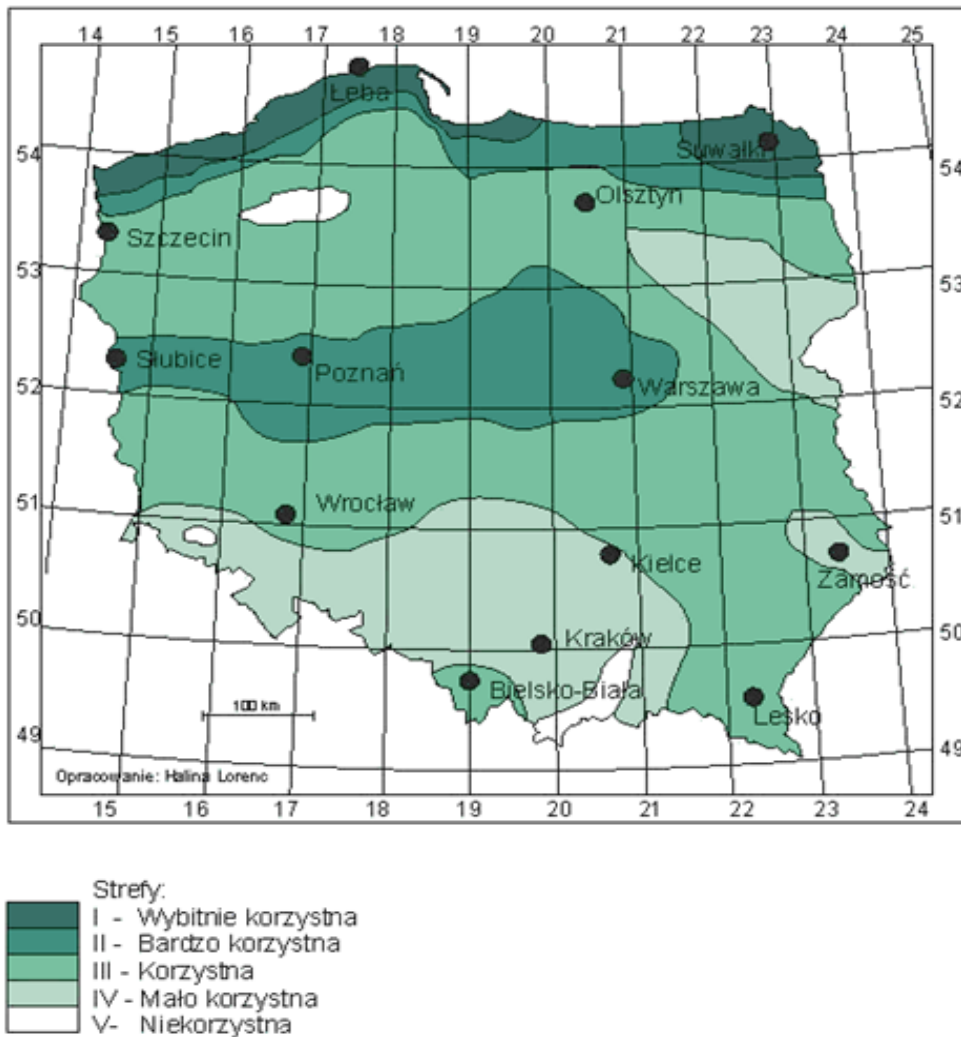 14 15 16 17 18 19 20 21 22 23 24 25
Łeba
54 Suwałki 54
Olsztyn
Szczecin
53 53
Słubice Poznań Warszawa
52 52
Wrocław
51 51
Kielce Zamość
50 Kraków 50
Bielsko-Biała Lesko
100 km
49 49
Opracowanie: Halina Lorenc
15 16 17 18 19 20 21 22 23 24
Strefy:
I - Wybitnie korzystna
II - Bardzo korzystna
III - Korzystna
IV - Mało korzystna
V- Niekorzystna